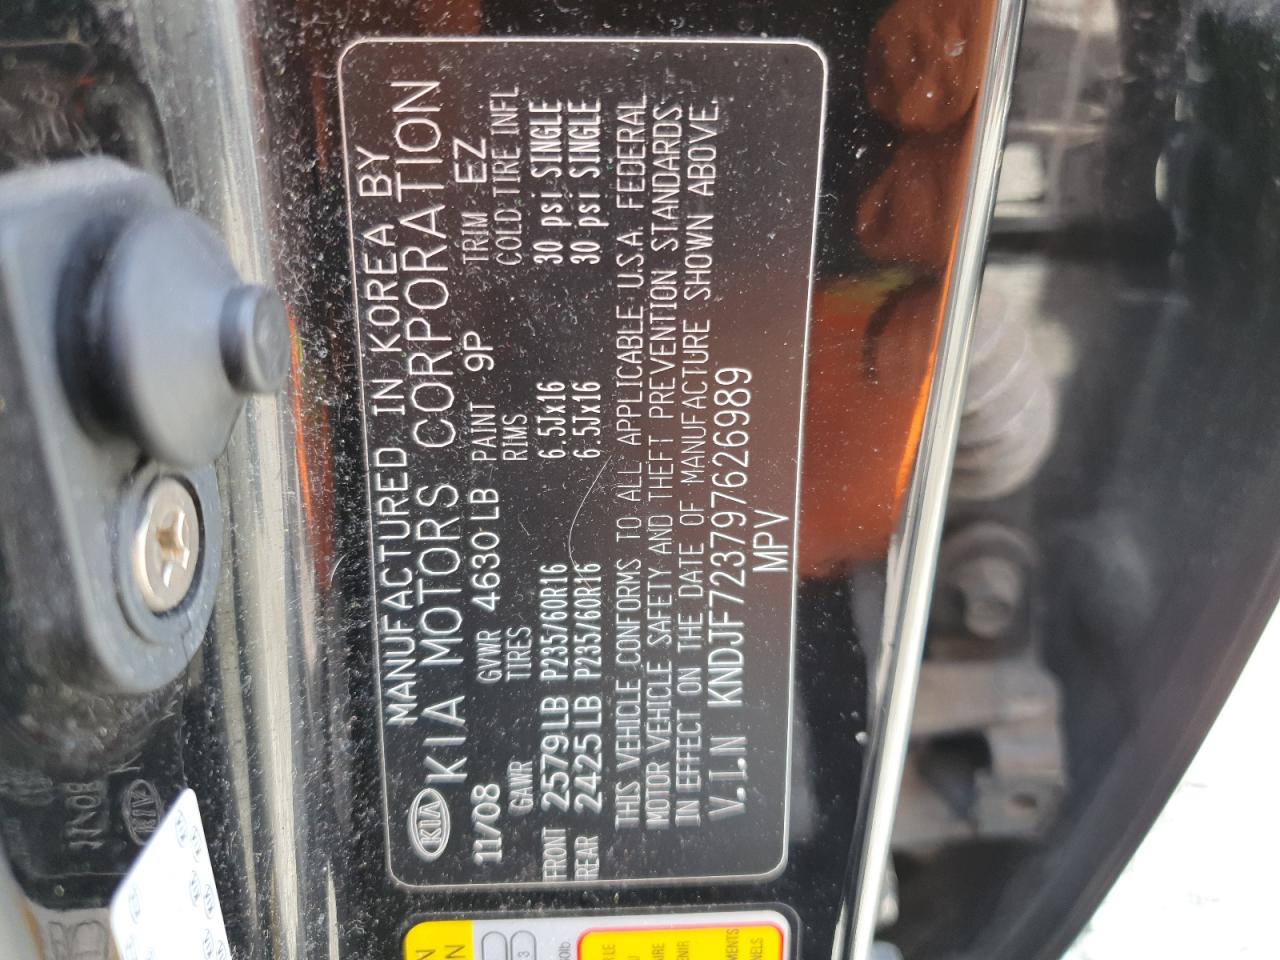 MANUFACTURED IN KOREA BY
KIA KIA MOTORS CORPORATION
11/08 GVWR 4630 LB PAINT 9P TRIM EZ
GAWR TIRES RIMS COLD TIRE INFL
FRONT 2579LB P235/60R16 6.5Jx16 30 psi SINGLE
REAR 2425LB P235/60R16 6.5Jx16 30 psi SINGLE
THIS VEHICLE CONFORMS TO ALL APPLICABLE U.S.A. FEDERAL
MOTOR VEHICLE SAFETY AND THEFT PREVENTION STANDARDS
IN EFFECT ON THE DATE OF MANUFACTURE SHOWN ABOVE.
V.I.N KNDJF723797626989
MPV